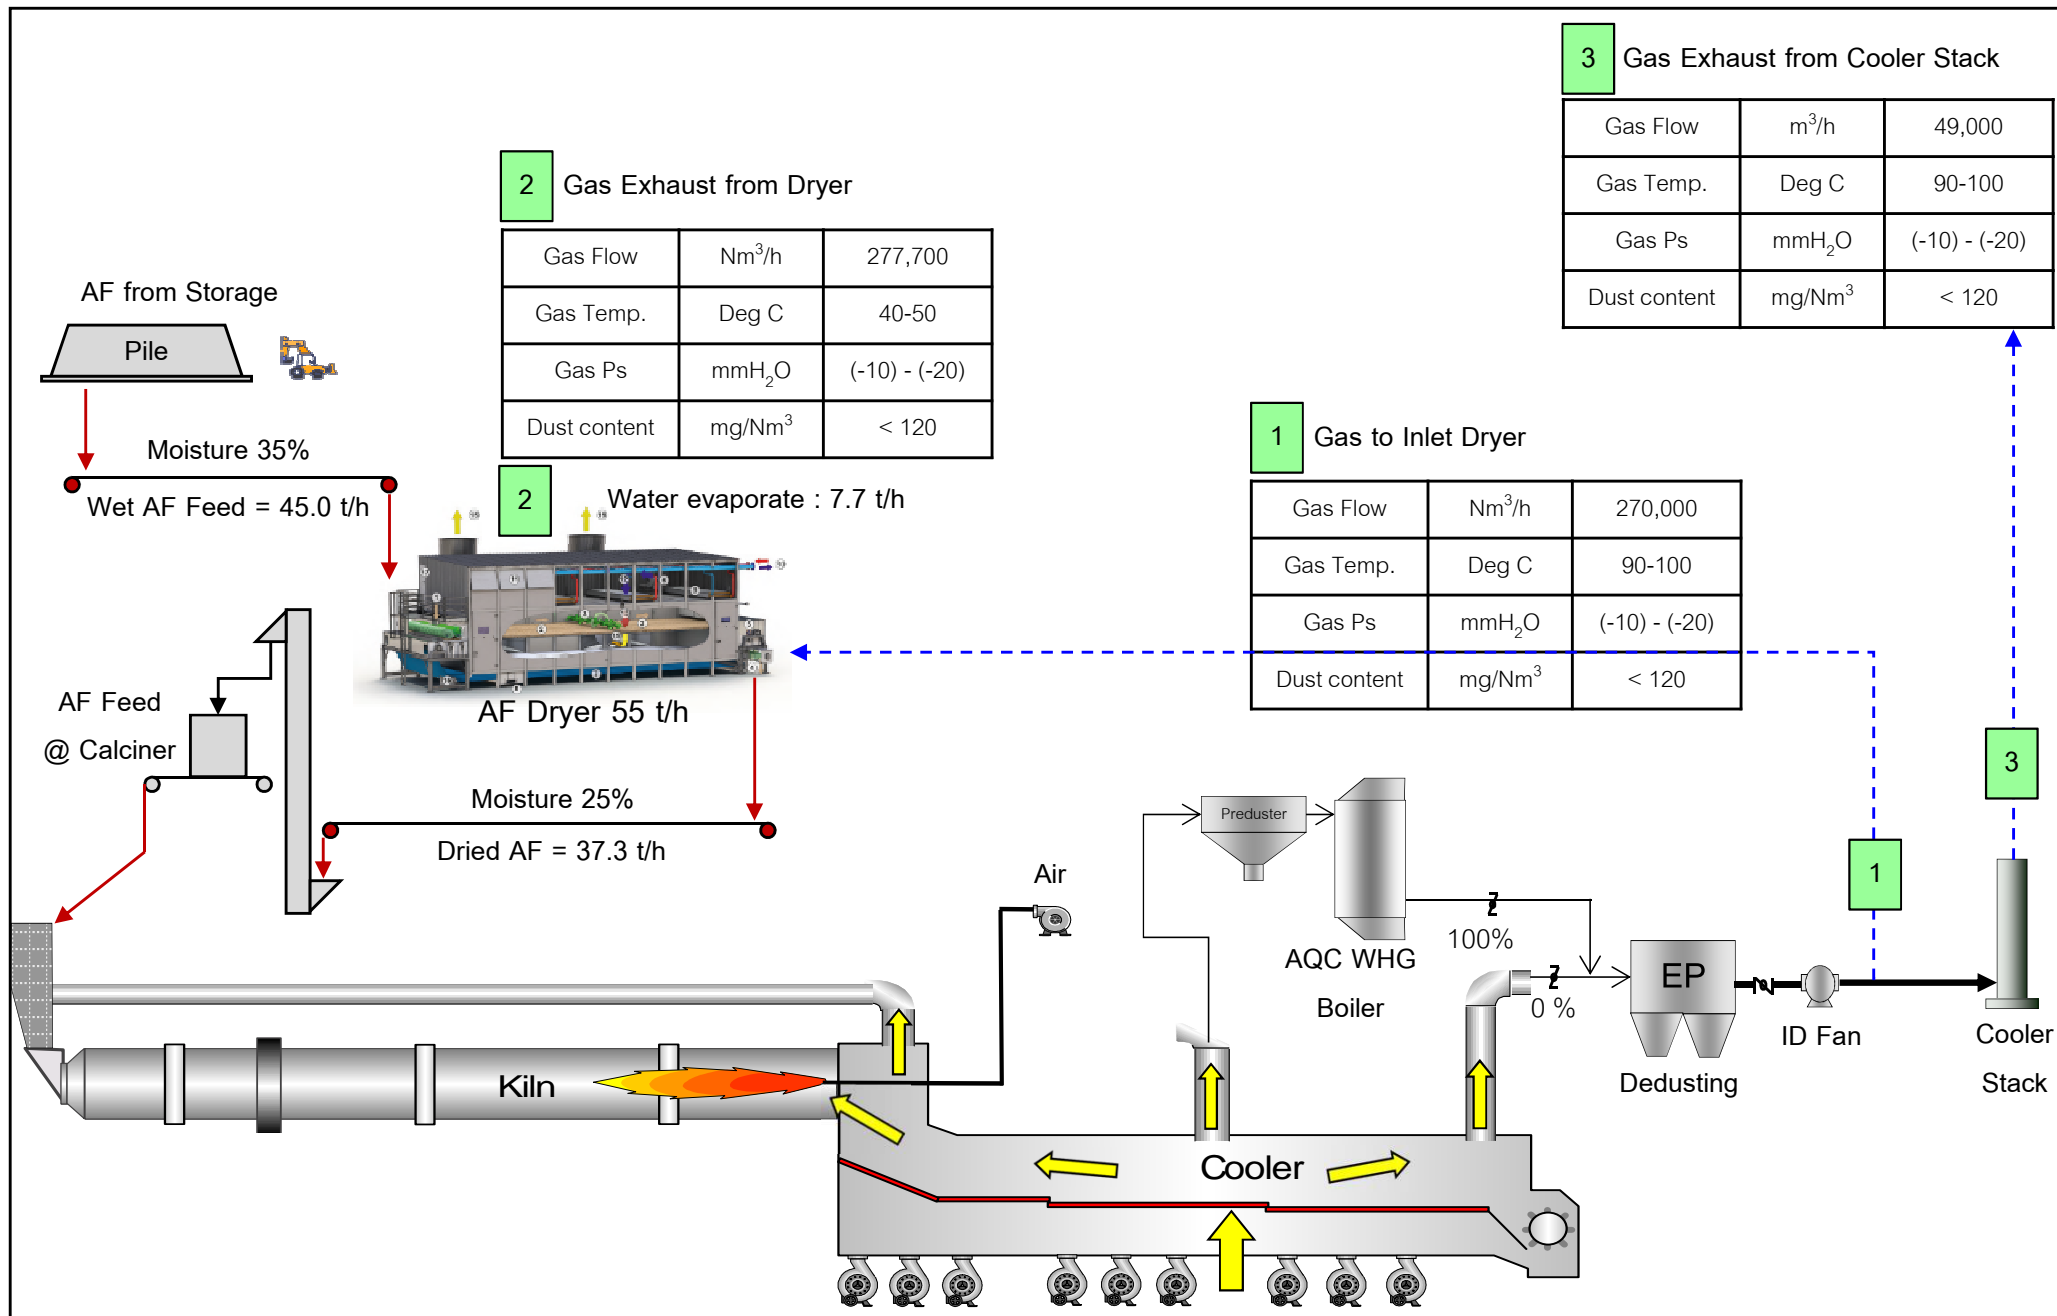 3 Gas Exhaust from Cooler Stack
Gas Flow m³/h 49,000
Gas Temp. Deg C 90-100
Gas Ps mmH₂O (-10) - (-20)
Dust content mg/Nm³ < 120
2 Gas Exhaust from Dryer
Gas Flow Nm³/h 277,700
Gas Temp. Deg C 40-50
Gas Ps mmH₂O (-10) - (-20)
Dust content mg/Nm³ < 120
AF from Storage
Pile
Moisture 35%
Wet AF Feed = 45.0 t/h
2
Water evaporate : 7.7 t/h
1 Gas to Inlet Dryer
Gas Flow Nm³/h 270,000
Gas Temp. Deg C 90-100
Gas Ps mmH₂O (-10) - (-20)
Dust content mg/Nm³ < 120
AF Dryer 55 t/h
AF Feed
@ Calciner
Moisture 25%
Dried AF = 37.3 t/h
3
Preduster
Air
1
100%
AQC WHG
Boiler
0 %
EP
ID Fan
Cooler
Stack
Dedusting
Kiln
Cooler